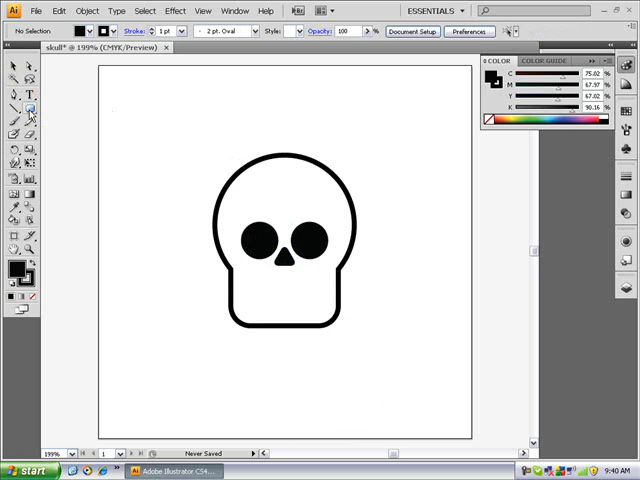 Ai File Edit Object Type Select Effect View Window Help Br ESSENTIALS
No Selection Stroke: 1 pt 2 pt. Oval Style: Opacity: 100 % Document Setup Preferences
skull* @ 199% (CMYK/Preview)
COLOR COLOR GUIDE
C 75.02 %
M 67.97 %
Y 67.02 %
K 90.16 %
T
199% 1 Never Saved
start Ai Adobe Illustrator CS4... 9:40 AM